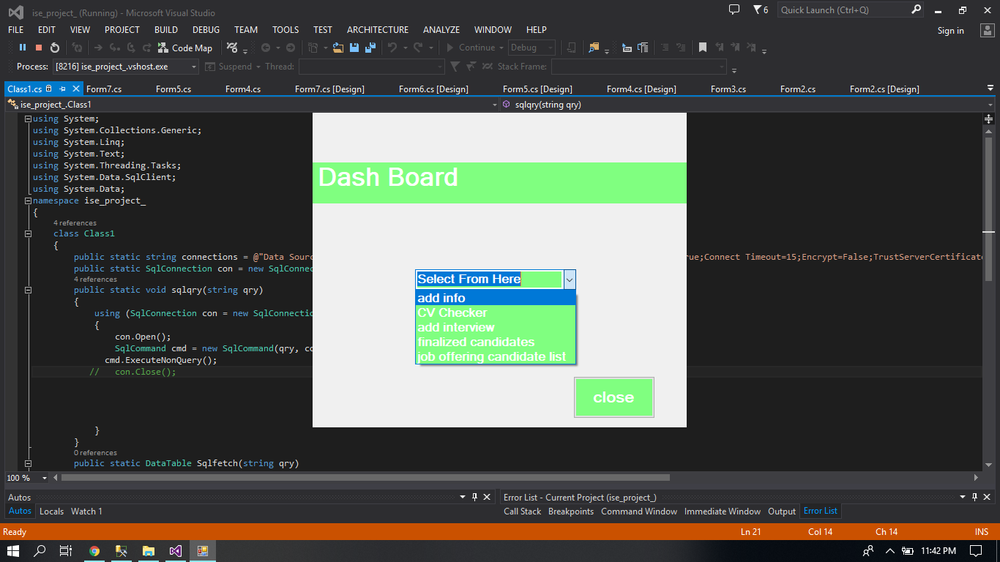 ise_project_ (Running) - Microsoft Visual Studio
6
Quick Launch (Ctrl+Q)
FILE EDIT VIEW PROJECT BUILD DEBUG TEAM TOOLS TEST ARCHITECTURE ANALYZE WINDOW HELP
Sign in
Code Map
Continue
Debug
Process: [8216] ise_project_.vshost.exe
Suspend
Thread:
Stack Frame:
Class1.cs
Form7.cs
Form5.cs
Form4.cs
Form7.cs [Design]
Form6.cs [Design]
Form5.cs [Design]
Form4.cs [Design]
Form3.cs
Form2.cs
Form2.cs [Design]
ise_project_.Class1
sqlqry(string qry)
using System;
using System.Collections.Generic;
using System.Linq;
using System.Text;
using System.Threading.Tasks;
using System.Data.SqlClient;
using System.Data;
namespace ise_project_
{
4 references
class Class1
{
public static string connections = @"Data Sourc
rue;Connect Timeout=15;Encrypt=False;TrustServerCertificate
public static SqlConnection con = new SqlConnec
4 references
public static void sqlqry(string qry)
{
using (SqlConnection con = new SqlConnectio
{
con.Open();
SqlCommand cmd = new SqlCommand(qry, co
cmd.ExecuteNonQuery();
// con.Close();
}
}
0 references
public static DataTable Sqlfetch(string qry)
Dash Board
Select From Here
add info
CV Checker
add interview
finalized candidates
job offering candidate list
close
100 %
Autos
Error List - Current Project (ise_project_)
Autos Locals Watch 1
Call Stack Breakpoints Command Window Immediate Window Output Error List
Ready
Ln 21
Col 14
Ch 14
INS
11:42 PM